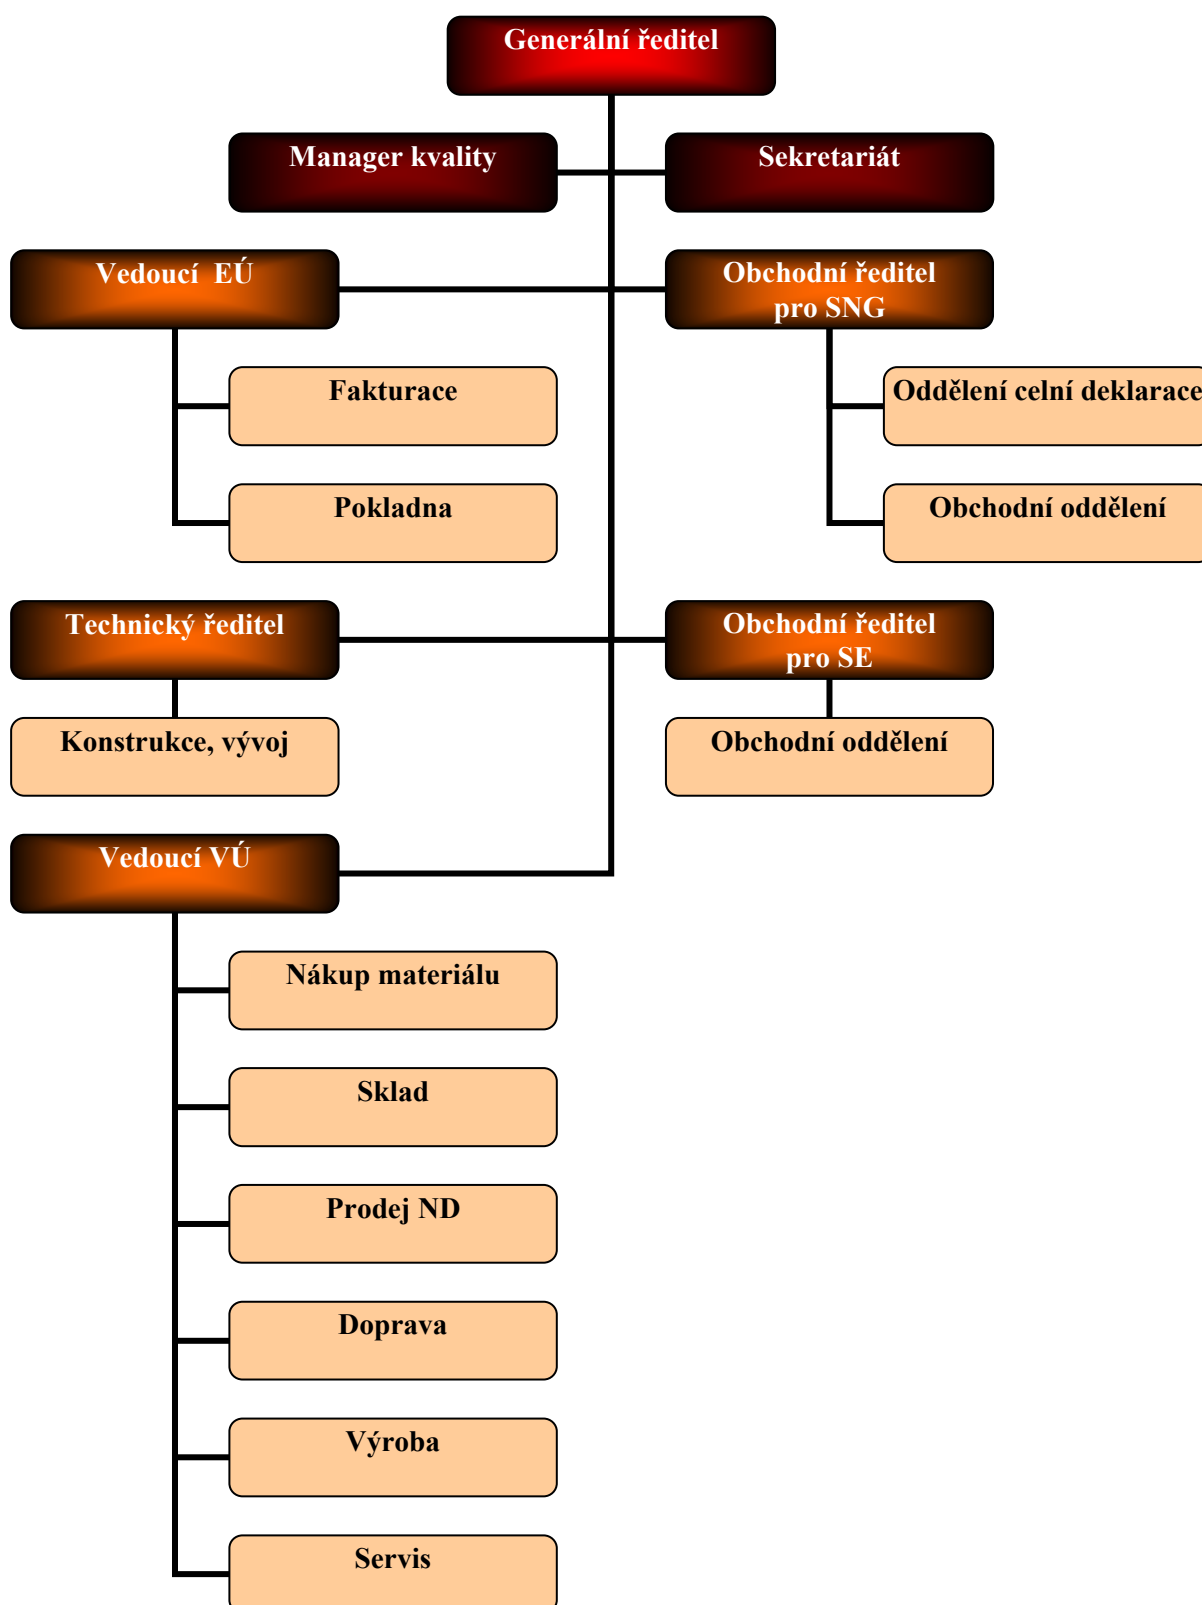 Generální ředitel
Manager kvality
Sekretariát
Vedoucí  EÚ
Obchodní ředitel
pro SNG
Fakturace
Oddělení celní deklarace
Pokladna
Obchodní oddělení
Technický ředitel
Obchodní ředitel
pro SE
Konstrukce, vývoj
Obchodní oddělení
Vedoucí VÚ
Nákup materiálu
Sklad
Prodej ND
Doprava
Výroba
Servis